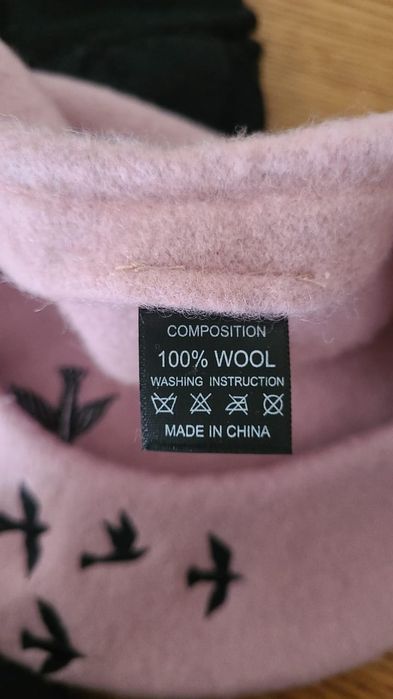 COMPOSITION
100% WOOL
WASHING INSTRUCTION
MADE IN CHINA